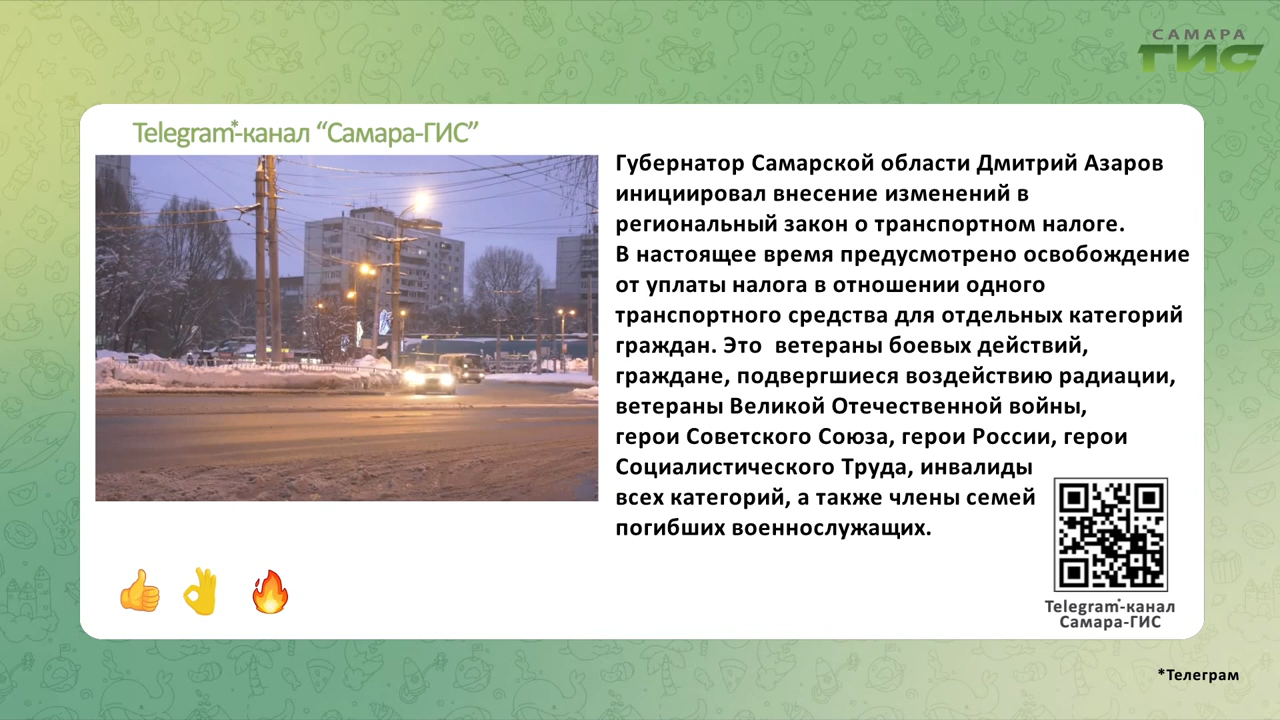 САМАРА
ГИС
Telegram*-канал “Самара-ГИС”
Губернатор Самарской области Дмитрий Азаров
инициировал внесение изменений в
региональный закон о транспортном налоге.
В настоящее время предусмотрено освобождение
от уплаты налога в отношении одного
транспортного средства для отдельных категорий
граждан. Это  ветераны боевых действий,
граждане, подвергшиеся воздействию радиации,
ветераны Великой Отечественной войны,
герои Советского Союза, герои России, герои
Социалистического Труда, инвалиды
всех категорий, а также члены семей
погибших военнослужащих.
Telegram*-канал
Самара-ГИС
*Телеграм